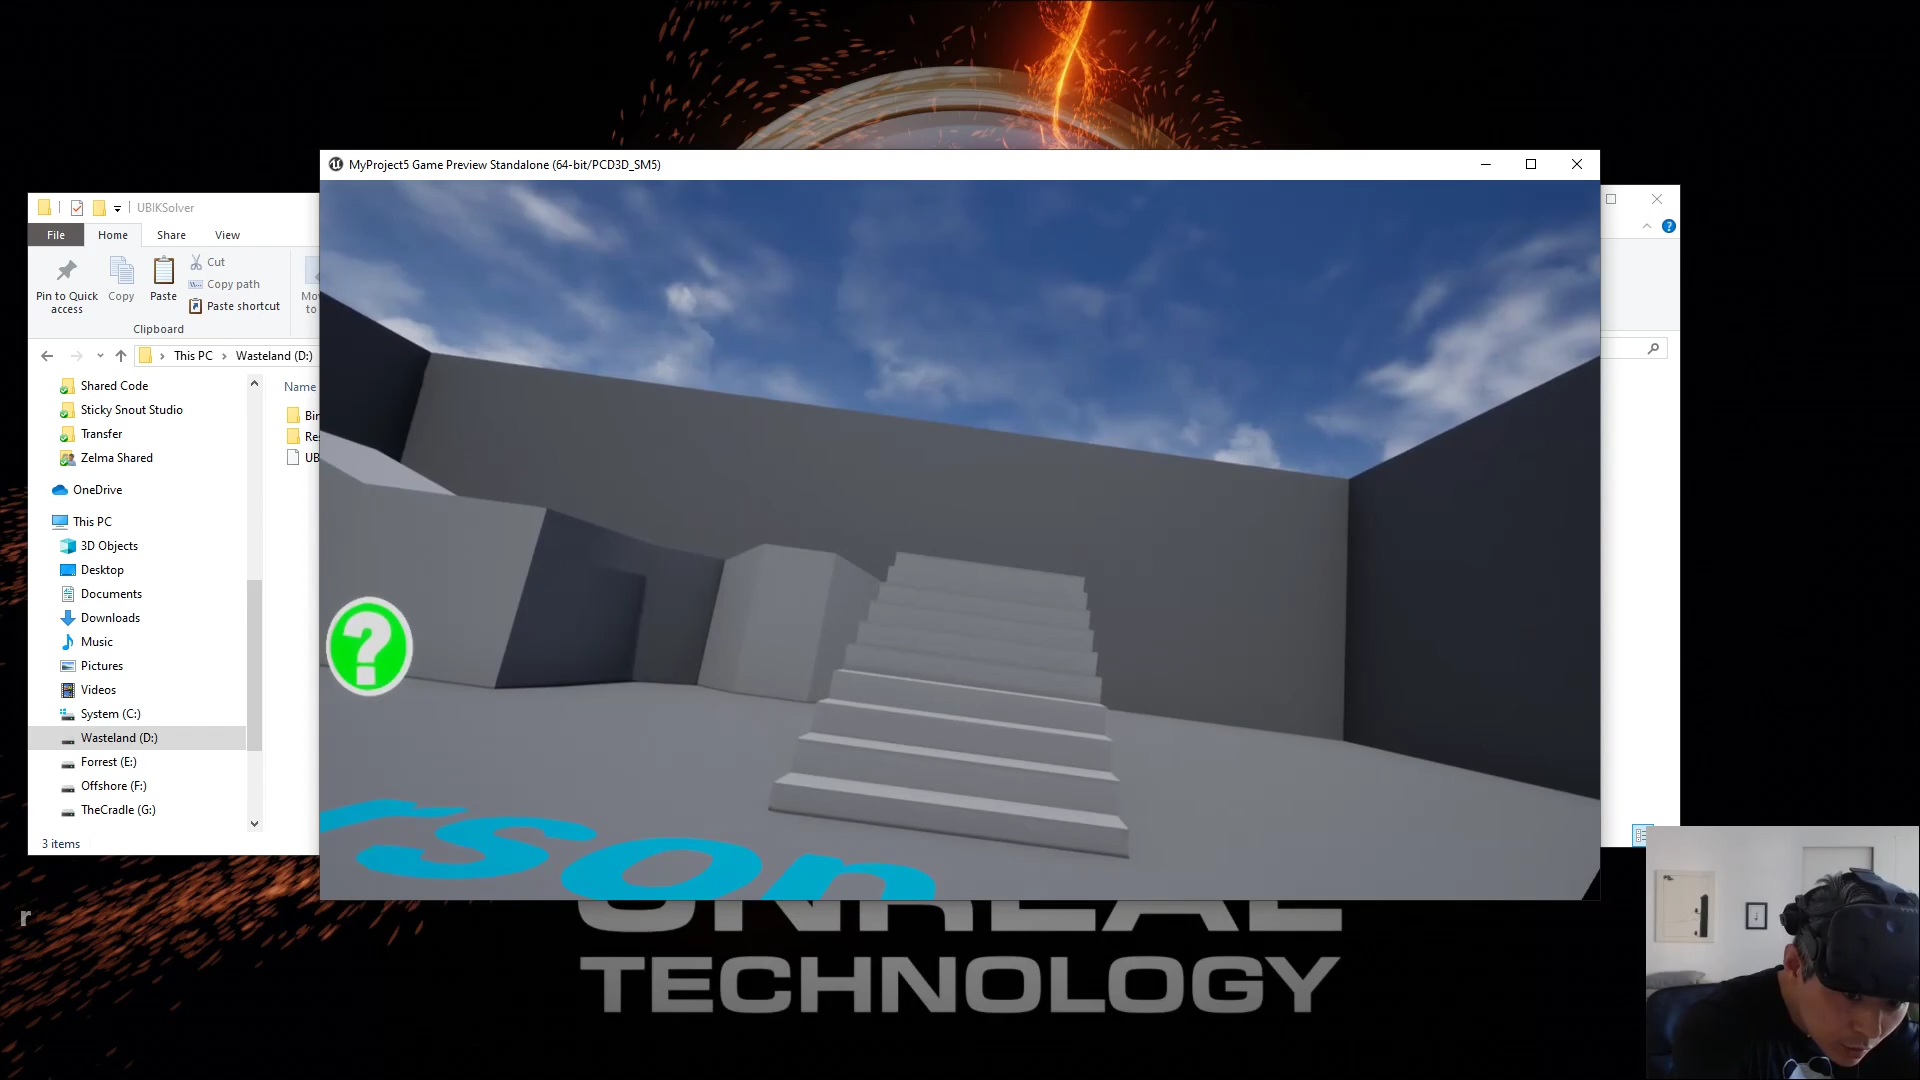 MyProject5 Game Preview Standalone (64-bit/PCD3D_SM5)
UBIKSolver
File
Home
Share
View
Pin to Quick access
Copy
Paste
Cut
Copy path
Paste shortcut
Clipboard
This PC
Wasteland (D:)
Name
Shared Code
Sticky Snout Studio
Transfer
Zelma Shared
OneDrive
This PC
3D Objects
Desktop
Documents
Downloads
Music
Pictures
Videos
System (C:)
Wasteland (D:)
Forrest (E:)
Offshore (F:)
TheCradle (G:)
3 items
?
rson
r
UNREAL
TECHNOLOGY